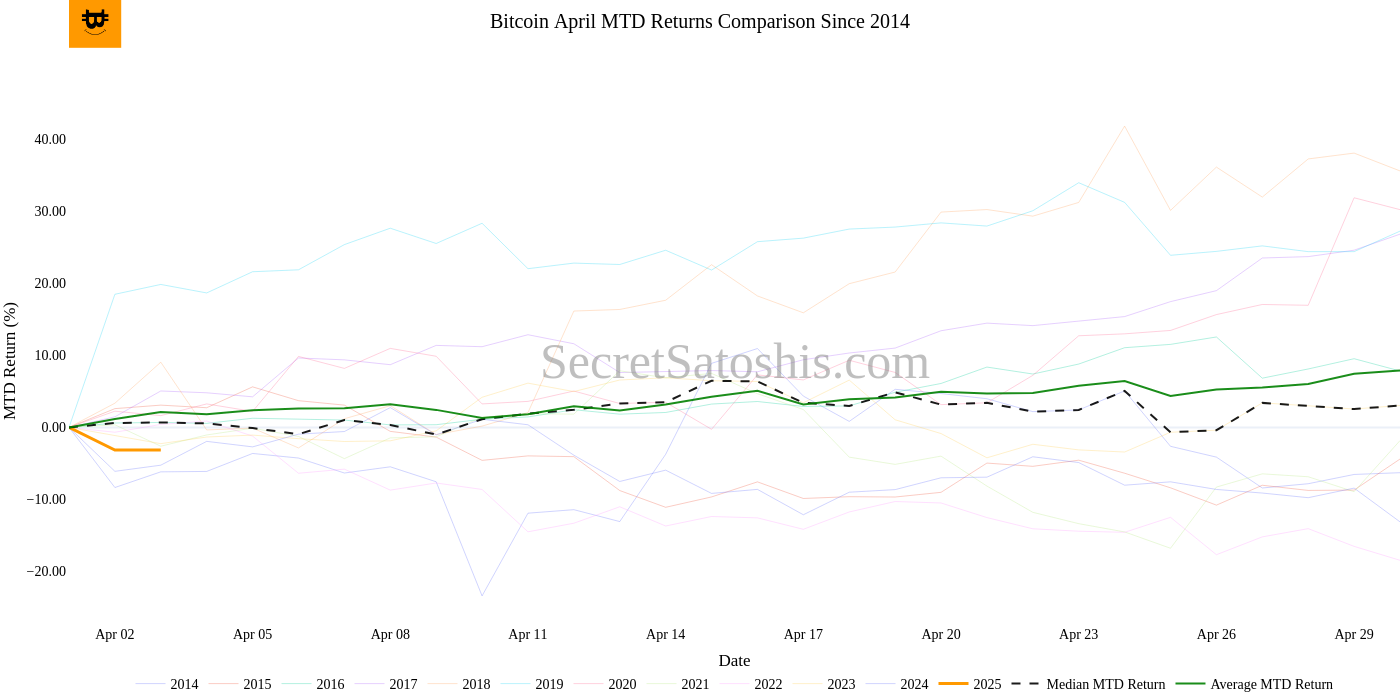 Bitcoin April MTD Returns Comparison Since 2014
MTD Return (%)
40.00
30.00
20.00
10.00
0.00
−10.00
−20.00
SecretSatoshis.com
Apr 02 Apr 05 Apr 08 Apr 11 Apr 14 Apr 17 Apr 20 Apr 23 Apr 26 Apr 29
Date
2014 2015 2016 2017 2018 2019 2020 2021 2022 2023 2024 2025 Median MTD Return Average MTD Return